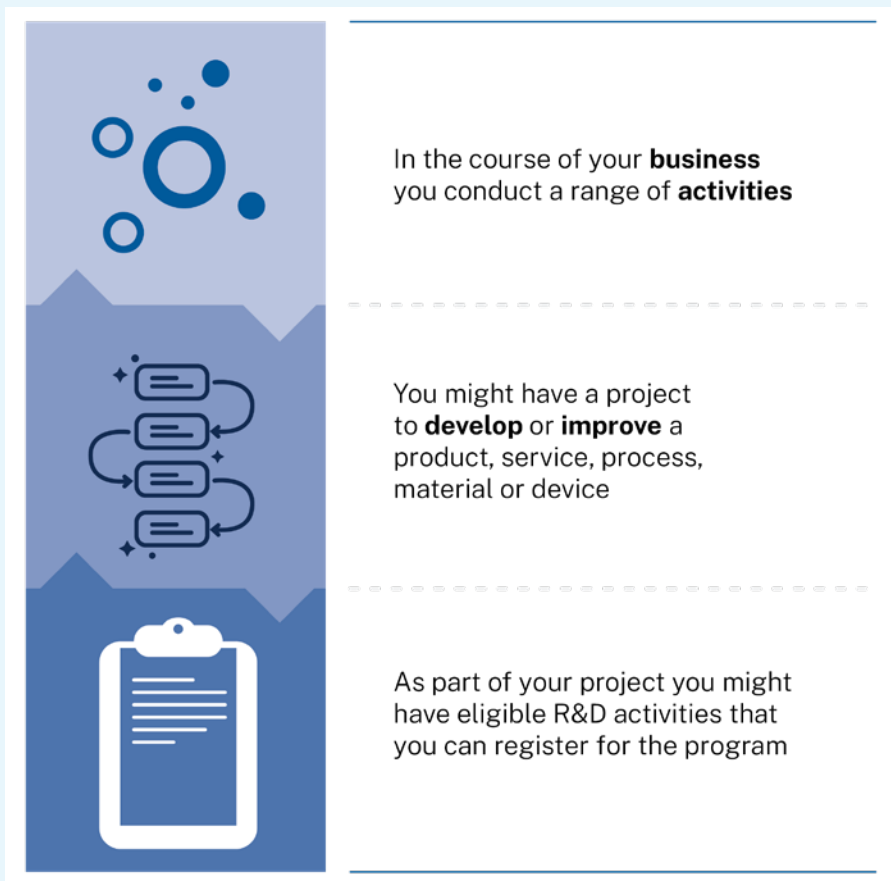 In the course of your business
you conduct a range of activities
You might have a project
to develop or improve a
product, service, process,
material or device
As part of your project you might
have eligible R&D activities that
you can register for the program